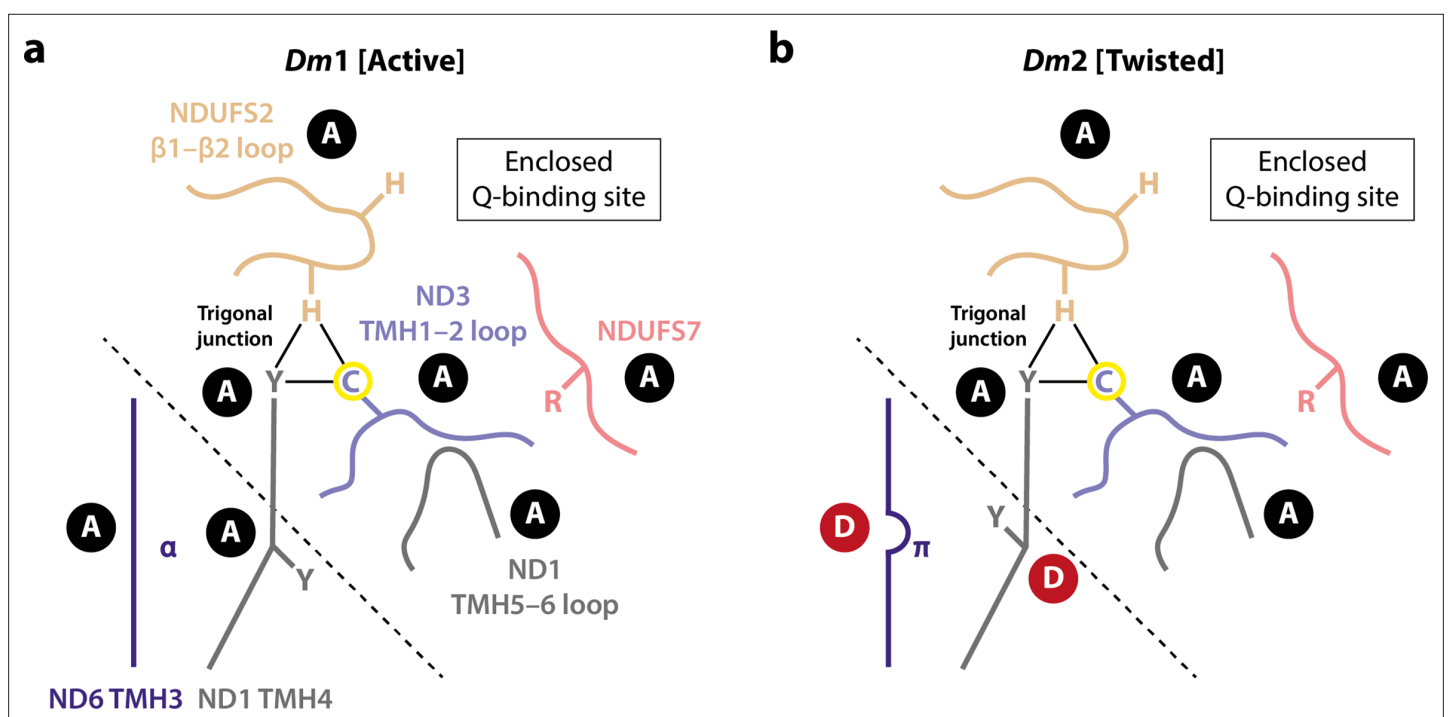 a
Dm1 [Active]
NDUFS2
β1–β2 loop
A
Enclosed
Q-binding site
H
H
Trigonal
junction
ND3
TMH1–2 loop
NDUFS7
A
Y
C
A
A
R
A
α
A
Y
A
ND1
TMH5–6 loop
ND6 TMH3
ND1 TMH4
b
Dm2 [Twisted]
A
Enclosed
Q-binding site
H
H
Trigonal
junction
A
Y
C
A
A
R
D
π
Y
D
A